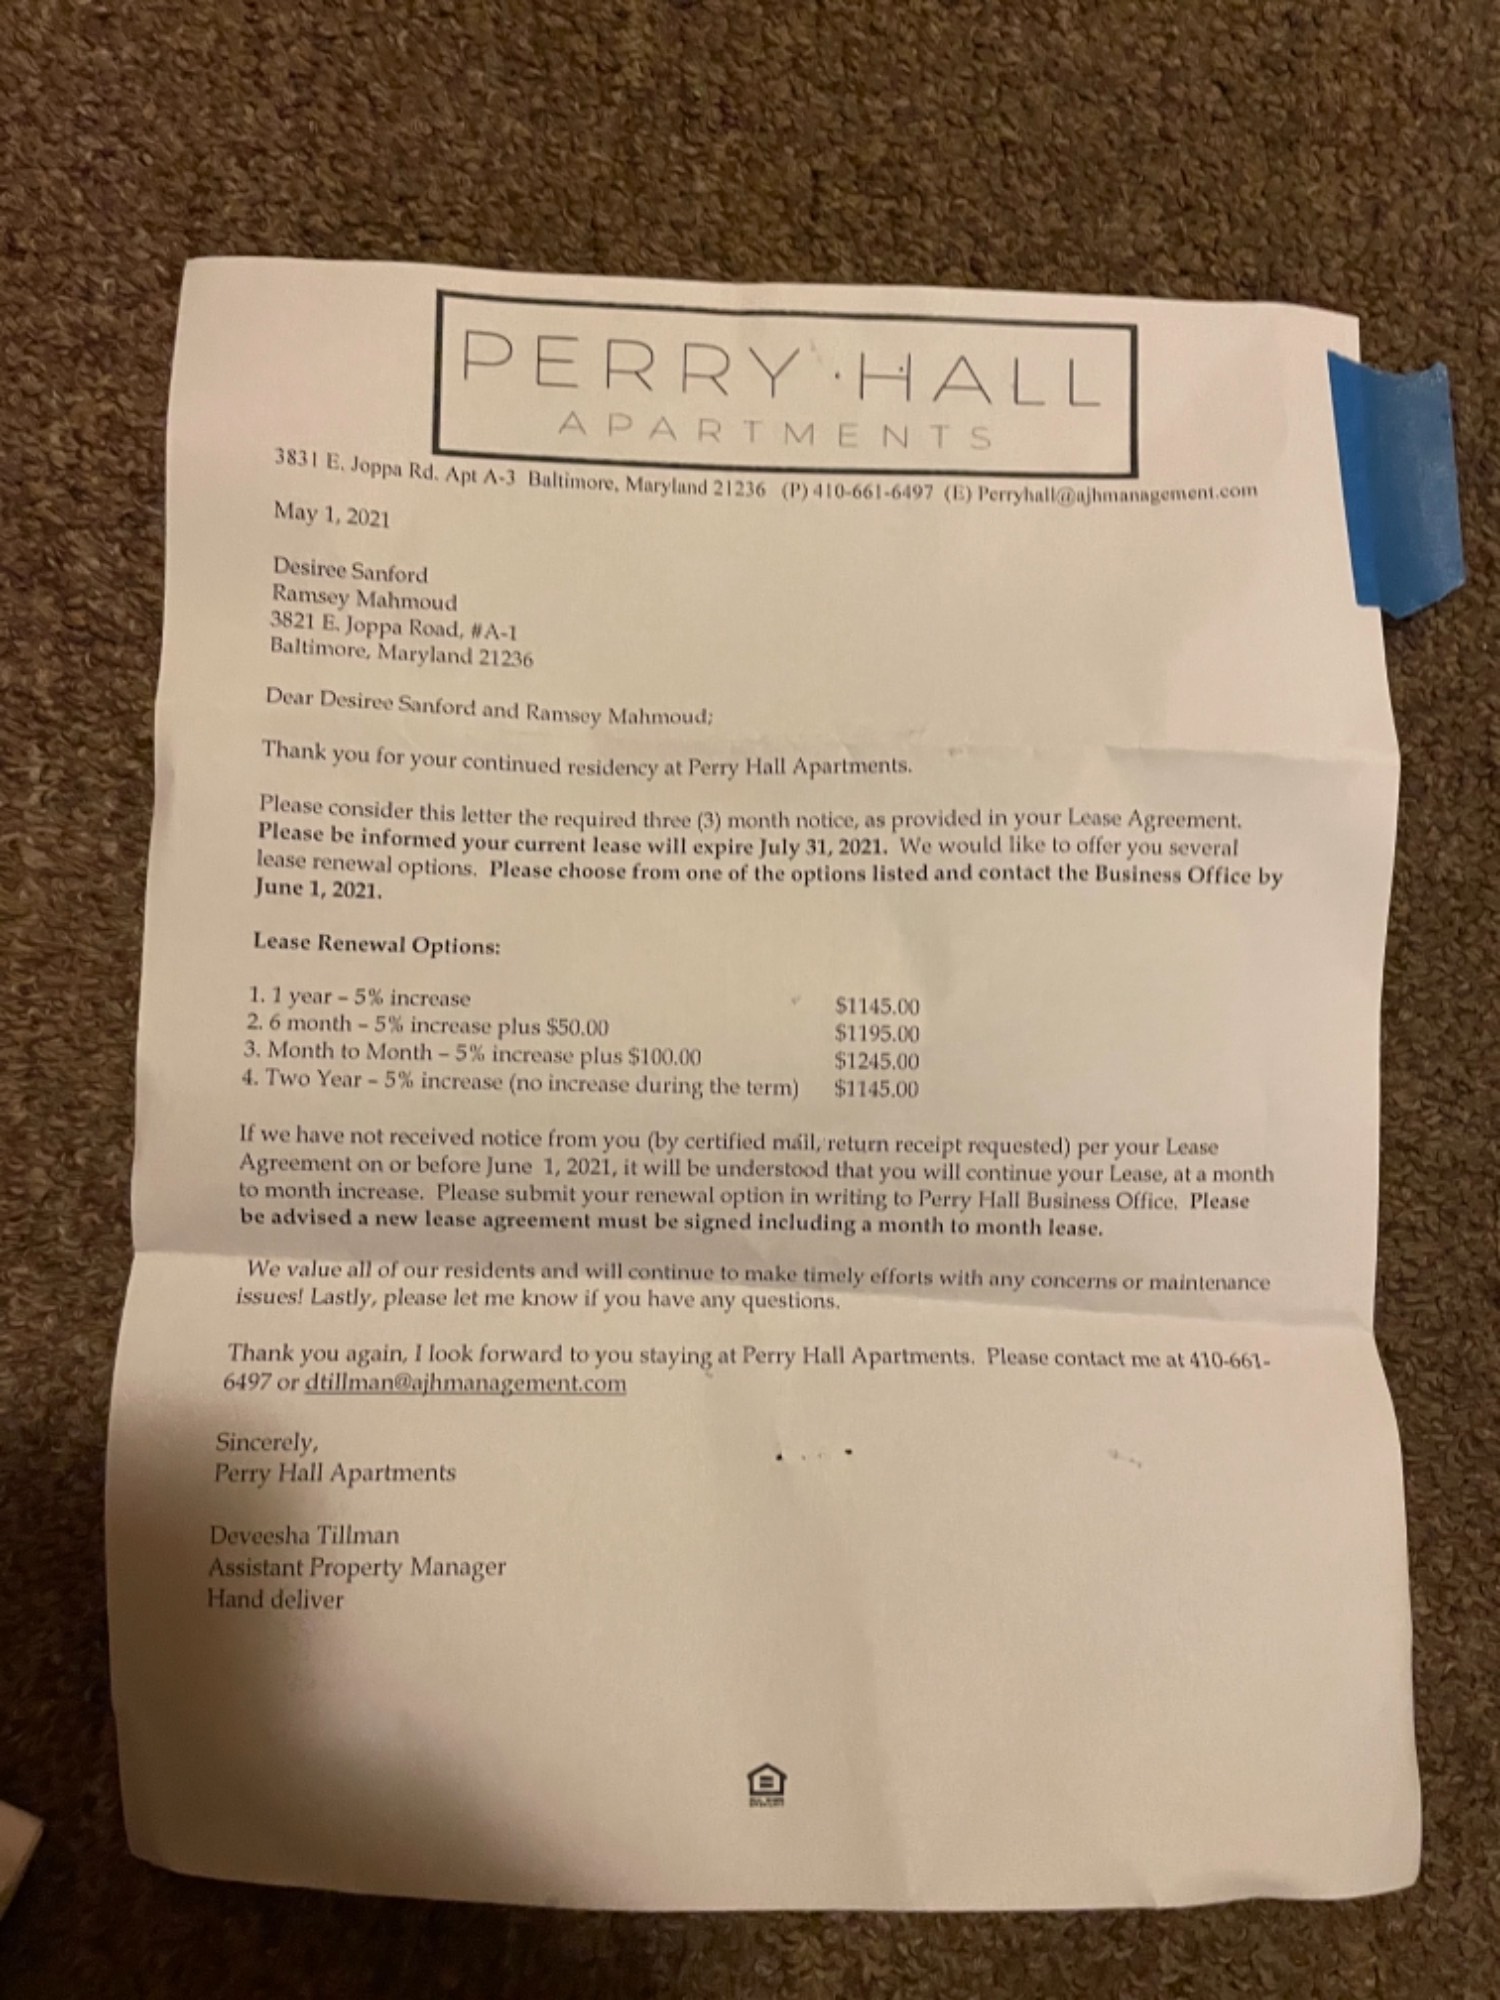 PERRY·HALL
APARTMENTS
3831 E. Joppa Rd. Apt A-3 Baltimore, Maryland 21236 (P) 410-661-6497 (E) Perryhall@ajhmanagement.com
May 1, 2021
Desiree Sanford
Ramsey Mahmoud
3821 E. Joppa Road, #A-1
Baltimore, Maryland 21236
Dear Desiree Sanford and Ramsey Mahmoud;
Thank you for your continued residency at Perry Hall Apartments.
Please consider this letter the required three (3) month notice, as provided in your Lease Agreement.
Please be informed your current lease will expire July 31, 2021. We would like to offer you several
lease renewal options. Please choose from one of the options listed and contact the Business Office by
June 1, 2021.
Lease Renewal Options:
1. 1 year – 5% increase $1145.00
2. 6 month – 5% increase plus $50.00 $1195.00
3. Month to Month – 5% increase plus $100.00 $1245.00
4. Two Year – 5% increase (no increase during the term) $1145.00
If we have not received notice from you (by certified mail, return receipt requested) per your Lease
Agreement on or before June 1, 2021, it will be understood that you will continue your Lease, at a month
to month increase. Please submit your renewal option in writing to Perry Hall Business Office. Please
be advised a new lease agreement must be signed including a month to month lease.
We value all of our residents and will continue to make timely efforts with any concerns or maintenance
issues! Lastly, please let me know if you have any questions.
Thank you again, I look forward to you staying at Perry Hall Apartments. Please contact me at 410-661-
6497 or dtillman@ajhmanagement.com
Sincerely,
Perry Hall Apartments
Deveesha Tillman
Assistant Property Manager
Hand deliver